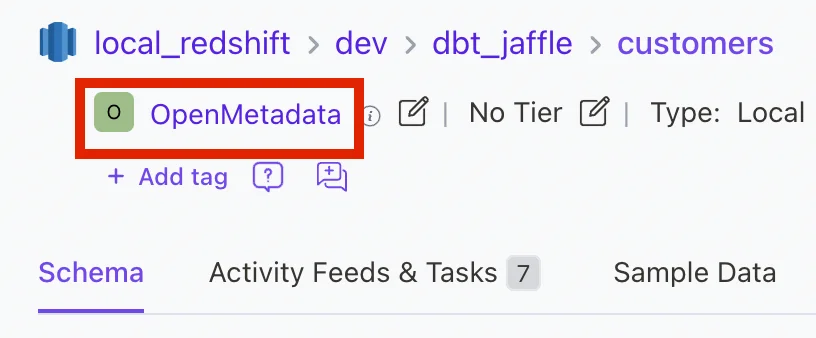 local_redshift > dev > dbt_jaffle > customers
O OpenMetadata i | No Tier | Type: Local
+ Add tag ?
Schema Activity Feeds & Tasks 7 Sample Data